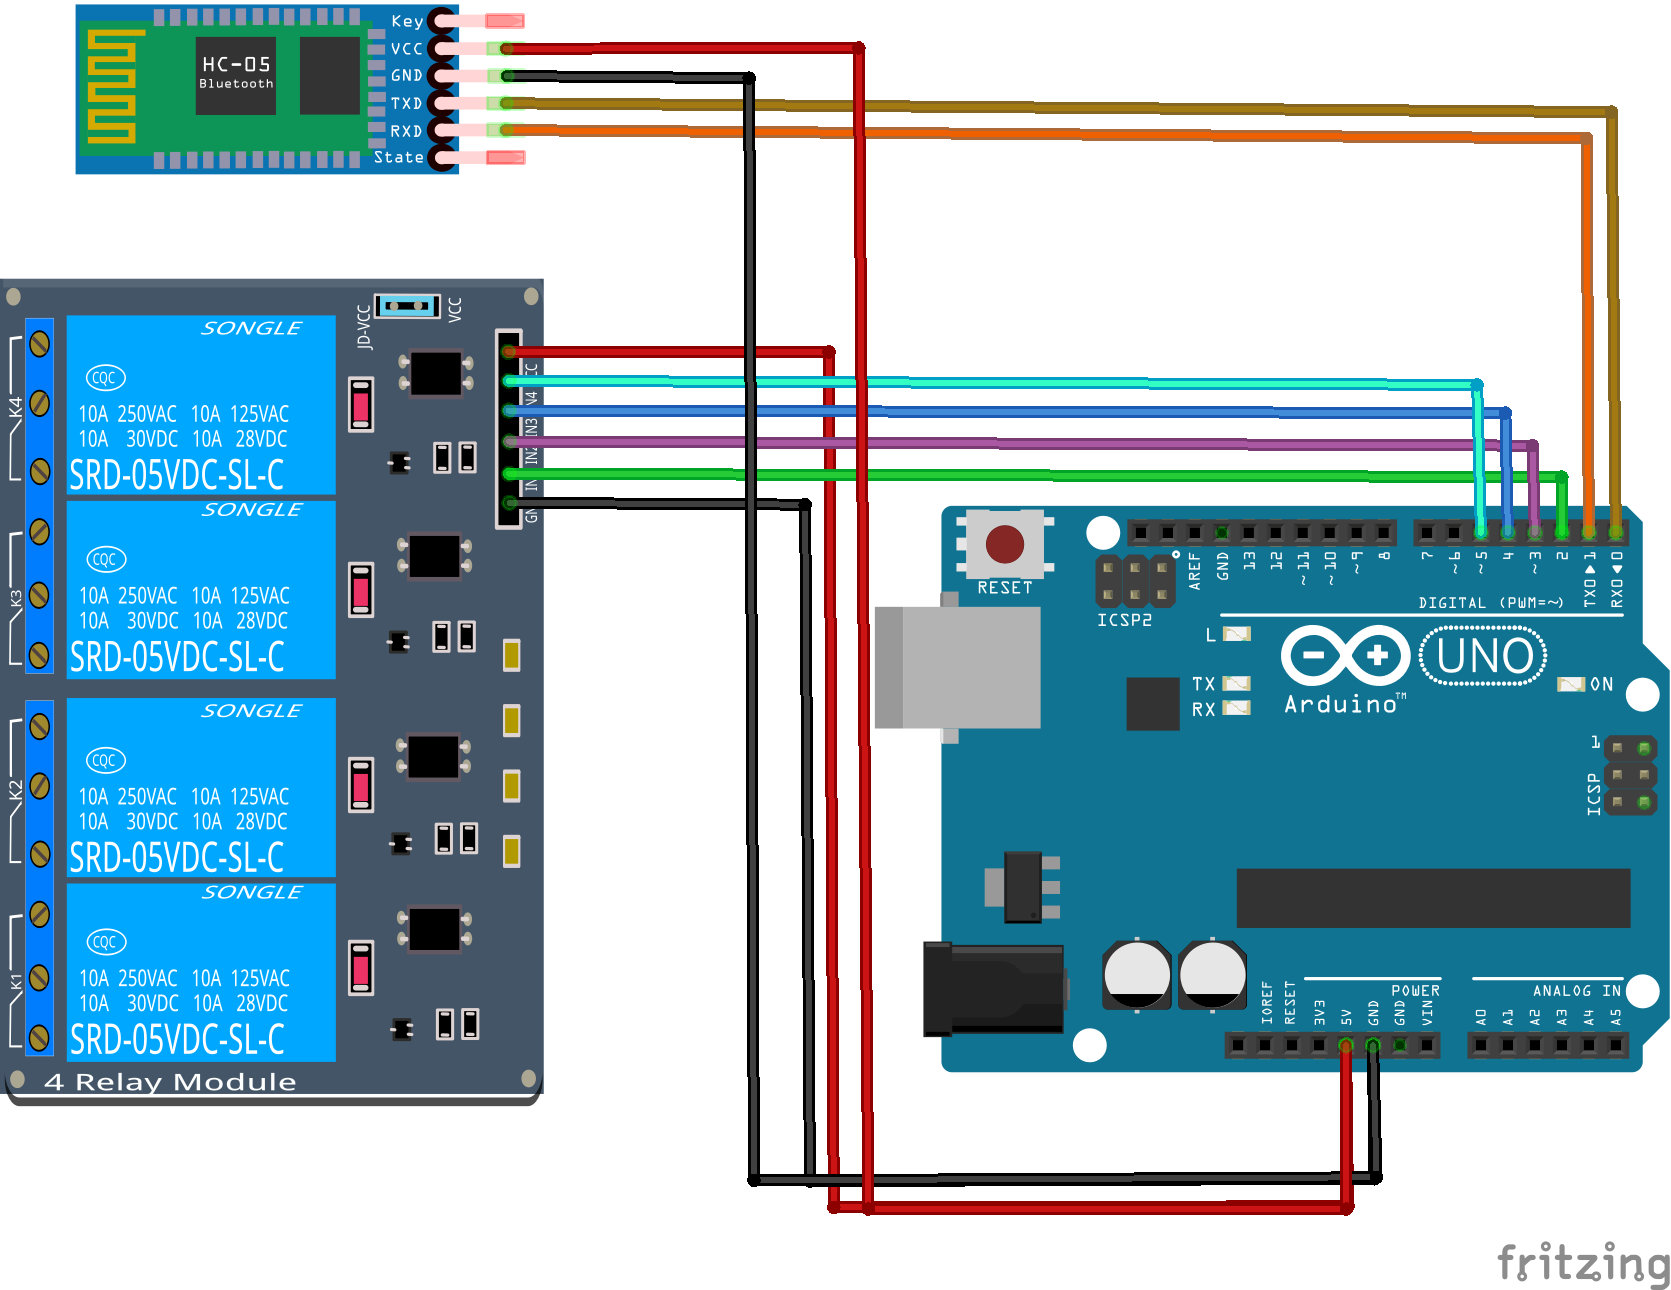 Key
VCC
GND
TXD
RXD
State
HC-05
Bluetooth
JD-VCC
VCC
IN3
IN2
K4
SONGLE
CQC
10A 250VAC 10A 125VAC
10A 30VDC 10A 28VDC
SRD-05VDC-SL-C
K3
SONGLE
CQC
10A 250VAC 10A 125VAC
10A 30VDC 10A 28VDC
SRD-05VDC-SL-C
K2
SONGLE
CQC
10A 250VAC 10A 125VAC
10A 30VDC 10A 28VDC
SRD-05VDC-SL-C
K1
SONGLE
CQC
10A 250VAC 10A 125VAC
10A 30VDC 10A 28VDC
SRD-05VDC-SL-C
4 Relay Module
RESET
ICSP2
AREF
GND
13
12
~11
~10
~9
8
7
~6
~5
4
~3
2
TX0 ▶ 1
RX0 ◀ 0
DIGITAL (PWM=~)
L
TX
RX
Arduino™
UNO
ON
1
ICSP
IOREF
RESET
3V3
5V
GND
GND
VIN
POWER
ANALOG IN
A0
A1
A2
A3
A4
A5
fritzing